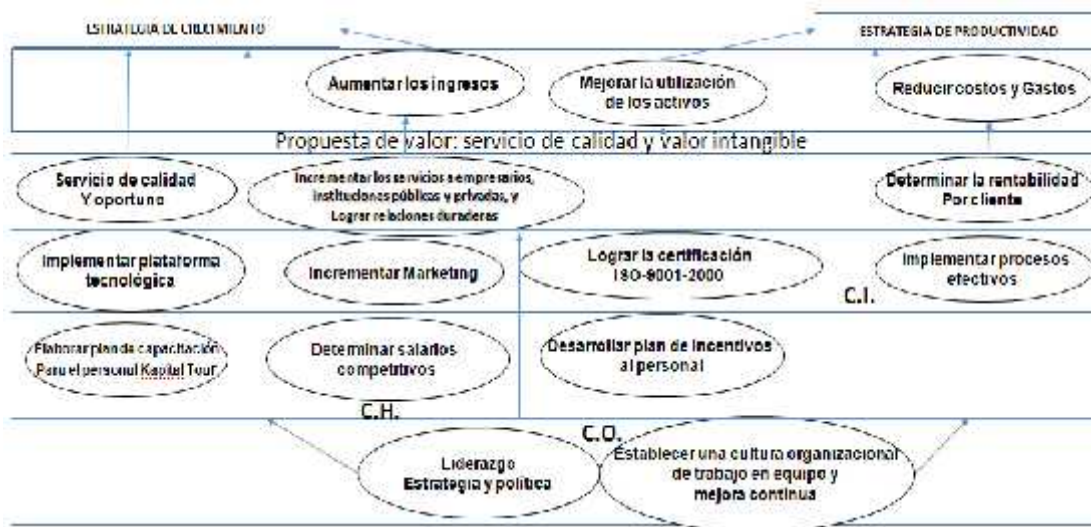 ESTRATEGIA DE CRECIMIENTO
ESTRATEGIA DE PRODUCTIVIDAD
Aumentar los ingresos
Mejorar la utilización
de los activos
Reducir costos y Gastos
Propuesta de valor: servicio de calidad y valor intangible
Servicio de calidad
Y oportuno
Incrementar los servicios a empresarios,
Instituciones públicas y privadas, y
Lograr relaciones duraderas
Determinar la rentabilidad
Por cliente
Implementar plataforma
tecnológica
Incrementar Marketing
Lograr la certificación
ISO-9001-2000
Implementar procesos
efectivos
C.I.
Elaborar plan de capacitación
Para el personal Kapital Tour
Determinar salarios
competitivos
Desarrollar plan de incentivos
al personal
C.H.
C.O.
Liderazgo
Estrategia y política
Establecer una cultura organizacional
de trabajo en equipo y
mejora continua